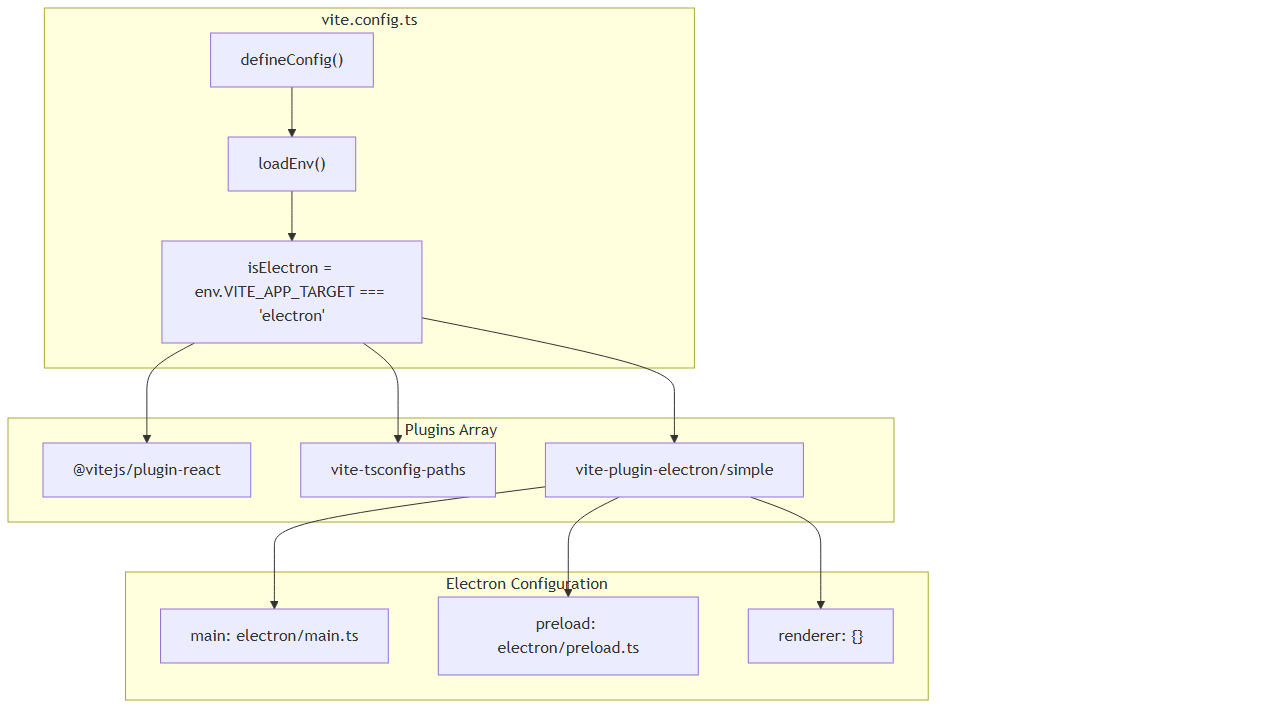 vite.config.ts
defineConfig()
loadEnv()
isElectron =
env.VITE_APP_TARGET ===
'electron'
Plugins Array
@vitejs/plugin-react
vite-tsconfig-paths
vite-plugin-electron/simple
Electron Configuration
main: electron/main.ts
preload:
electron/preload.ts
renderer: {}